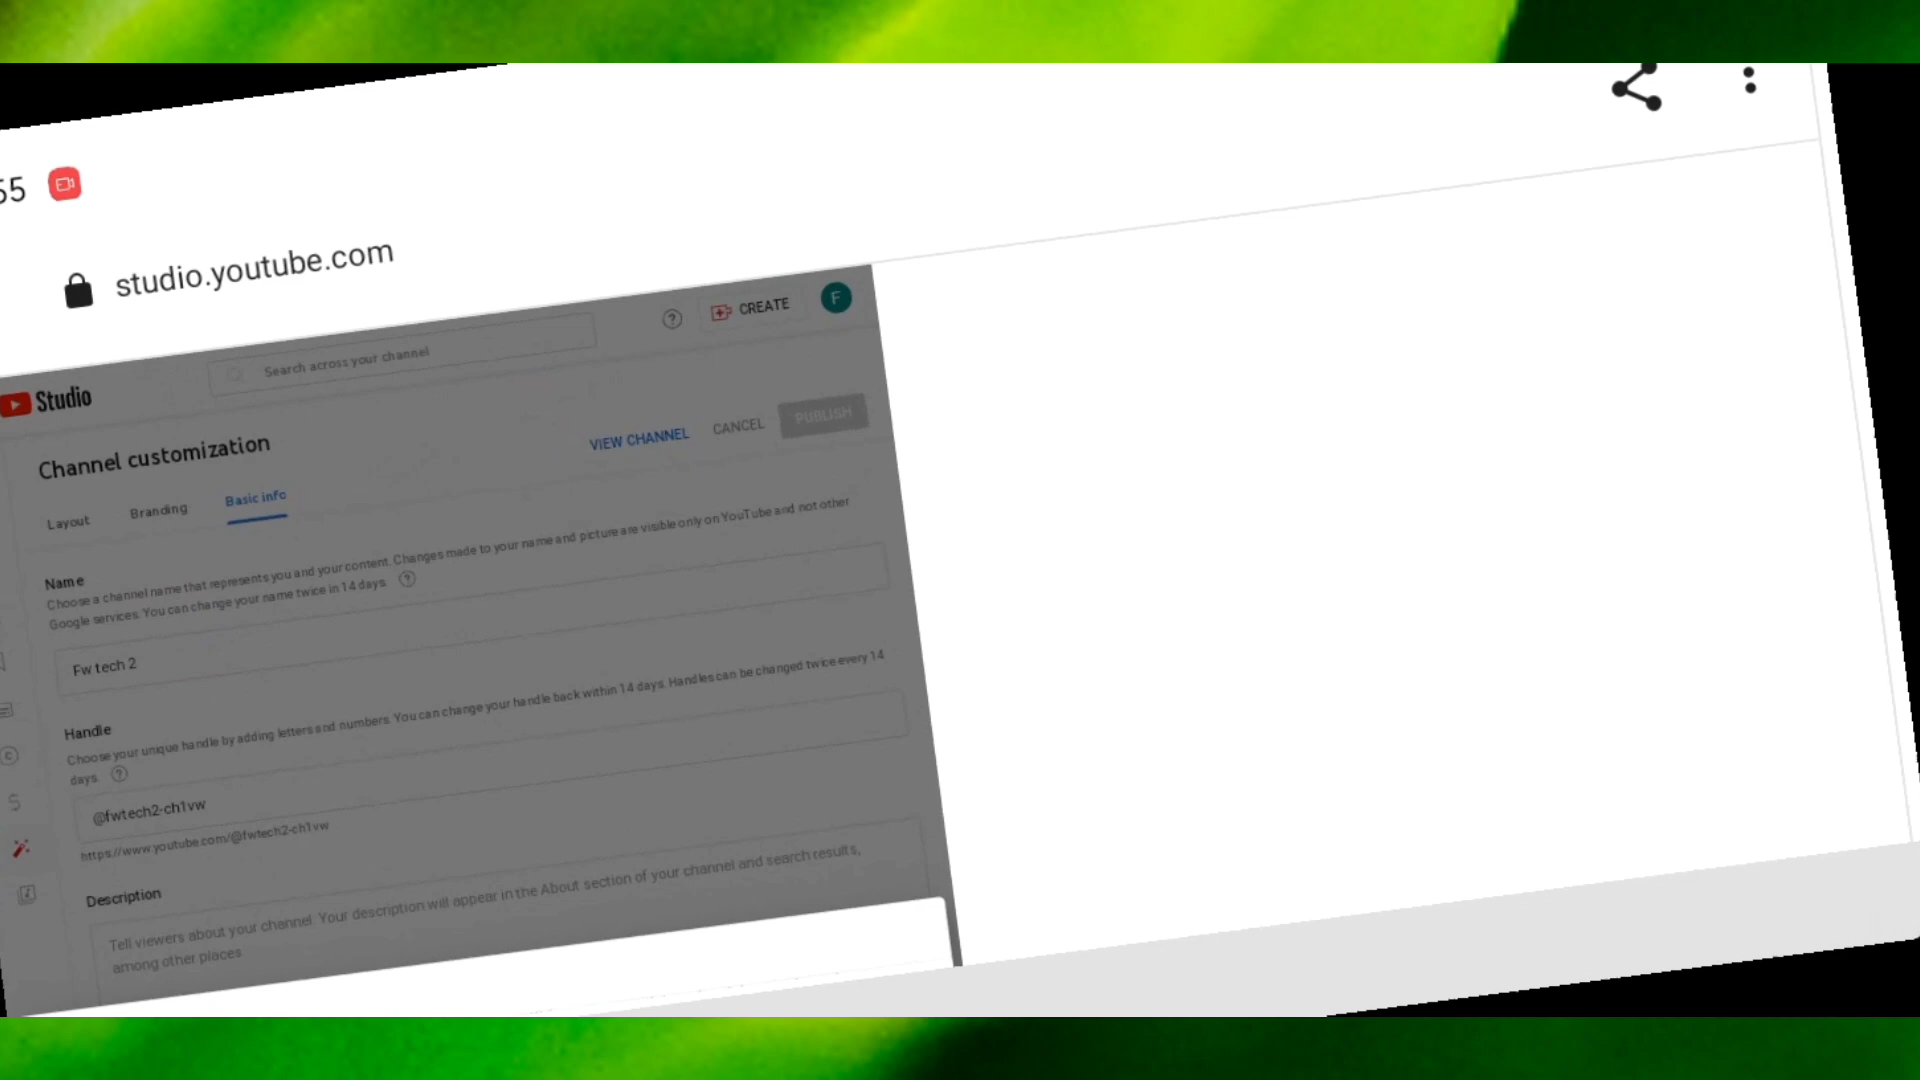 55
studio.youtube.com
Studio
Search across your channel
CREATE
F
Channel customization
VIEW CHANNEL
CANCEL
PUBLISH
Layout
Branding
Basic info
Name
Choose a channel name that represents you and your content. Changes made to your name and picture are visible only on YouTube and not other
Google services. You can change your name twice in 14 days.
Fw tech 2
Handle
Choose your unique handle by adding letters and numbers. You can change your handle back within 14 days. Handles can be changed twice every 14
days.
@fwtech2-ch1vw
https://www.youtube.com/@fwtech2-ch1vw
Description
Tell viewers about your channel. Your description will appear in the About section of your channel and search results,
among other places